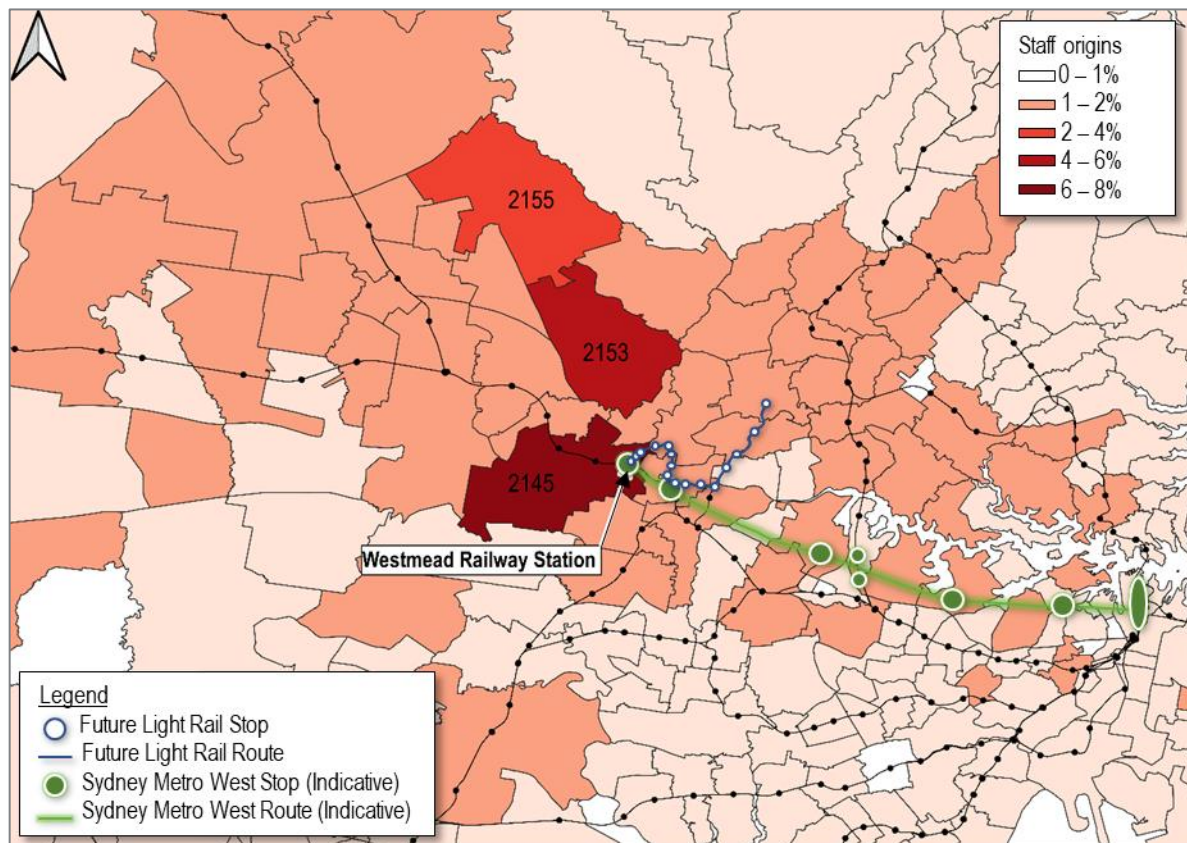 Staff origins
0 – 1%
1 – 2%
2 – 4%
4 – 6%
6 – 8%
2155
2153
2145
Westmead Railway Station
Legend
Future Light Rail Stop
Future Light Rail Route
Sydney Metro West Stop (Indicative)
Sydney Metro West Route (Indicative)